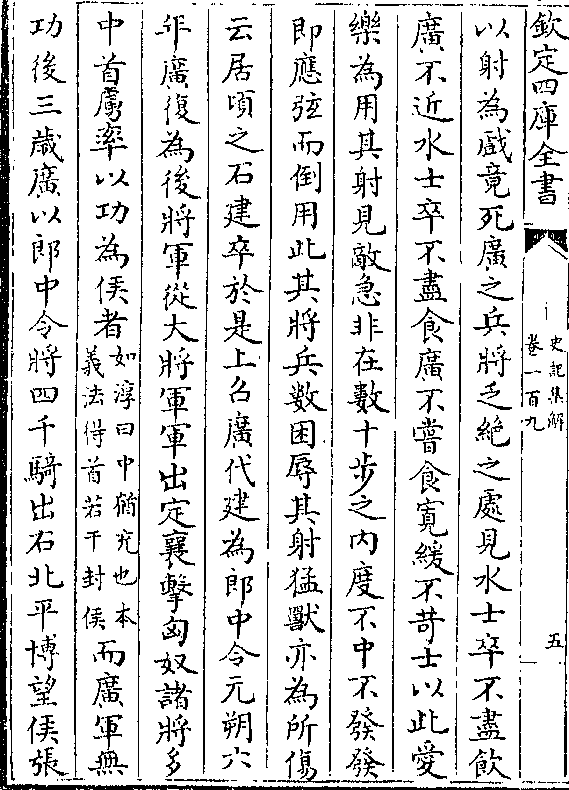 欽定四庫全書
史記集解
卷一百九
五
以射為戲竟死廣之兵將乏絶之處見水士卒不盡飲
廣不近水士卒不盡食廣不嘗食寛緩不苛士以此愛
樂為用其射見敵急非在數十步之内度不中不發發
即應弦而倒用此其將兵數困辱其射猛獸亦為所傷
云居頃之石建卒於是上召廣代建為郎中令元朔六
年廣復為後將軍從大將軍軍出定襄擊匈奴諸將多
中首虜率以功為侯者如淳曰中猶充也本
義法得首若干封侯而廣軍無
功後三歲廣以郎中令將四千騎出右北平博望侯張